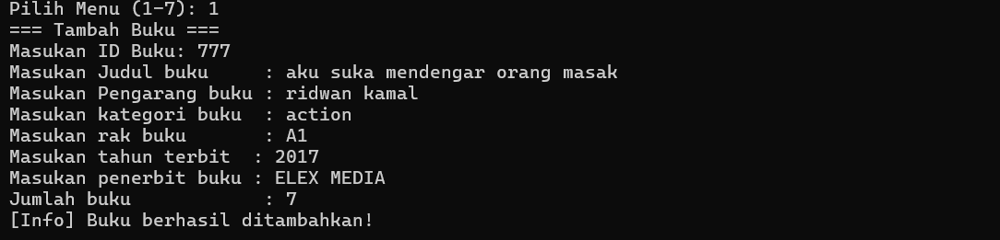 Pilih Menu (1-7): 1
=== Tambah Buku ===
Masukan ID Buku: 777
Masukan Judul buku     : aku suka mendengar orang masak
Masukan Pengarang buku : ridwan kamal
Masukan kategori buku  : action
Masukan rak buku       : A1
Masukan tahun terbit  : 2017
Masukan penerbit buku : ELEX MEDIA
Jumlah buku            : 7
[Info] Buku berhasil ditambahkan!